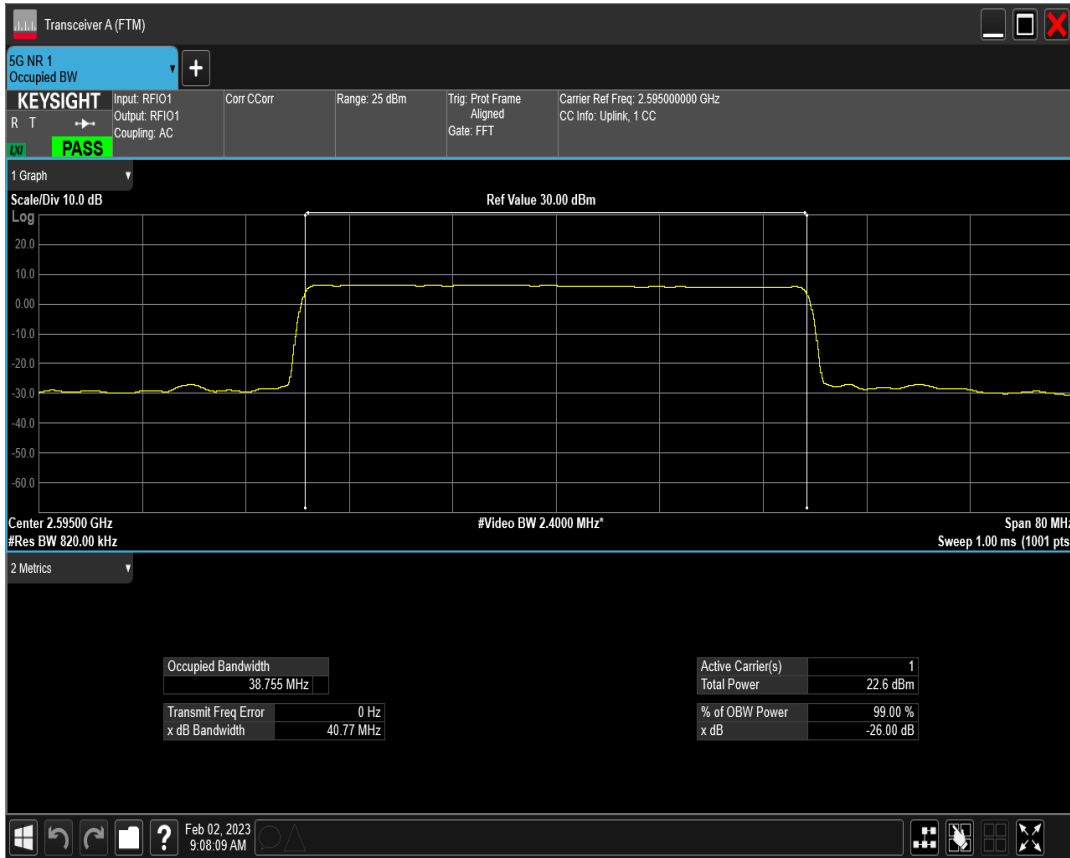 Transceiver A (FTM)
5G NR 1
Occupied BW
KEYSIGHT
R T
LXI
PASS
Input: RFIO1
Output: RFIO1
Coupling: AC
Corr CCorr
Range: 25 dBm
Trig: Prot Frame
Aligned
Gate: FFT
Carrier Ref Freq: 2.595000000 GHz
CC Info: Uplink, 1 CC
1 Graph
Scale/Div 10.0 dB
Ref Value 30.00 dBm
Log
20.0
10.0
0.00
-10.0
-20.0
-30.0
-40.0
-50.0
-60.0
Center 2.59500 GHz
#Video BW 2.4000 MHz*
Span 80 MHz
#Res BW 820.00 kHz
Sweep 1.00 ms (1001 pts
2 Metrics
Occupied Bandwidth
38.755 MHz
Transmit Freq Error 0 Hz
x dB Bandwidth 40.77 MHz
Active Carrier(s) 1
Total Power 22.6 dBm
% of OBW Power 99.00 %
x dB -26.00 dB
?
Feb 02, 2023
9:08:09 AM